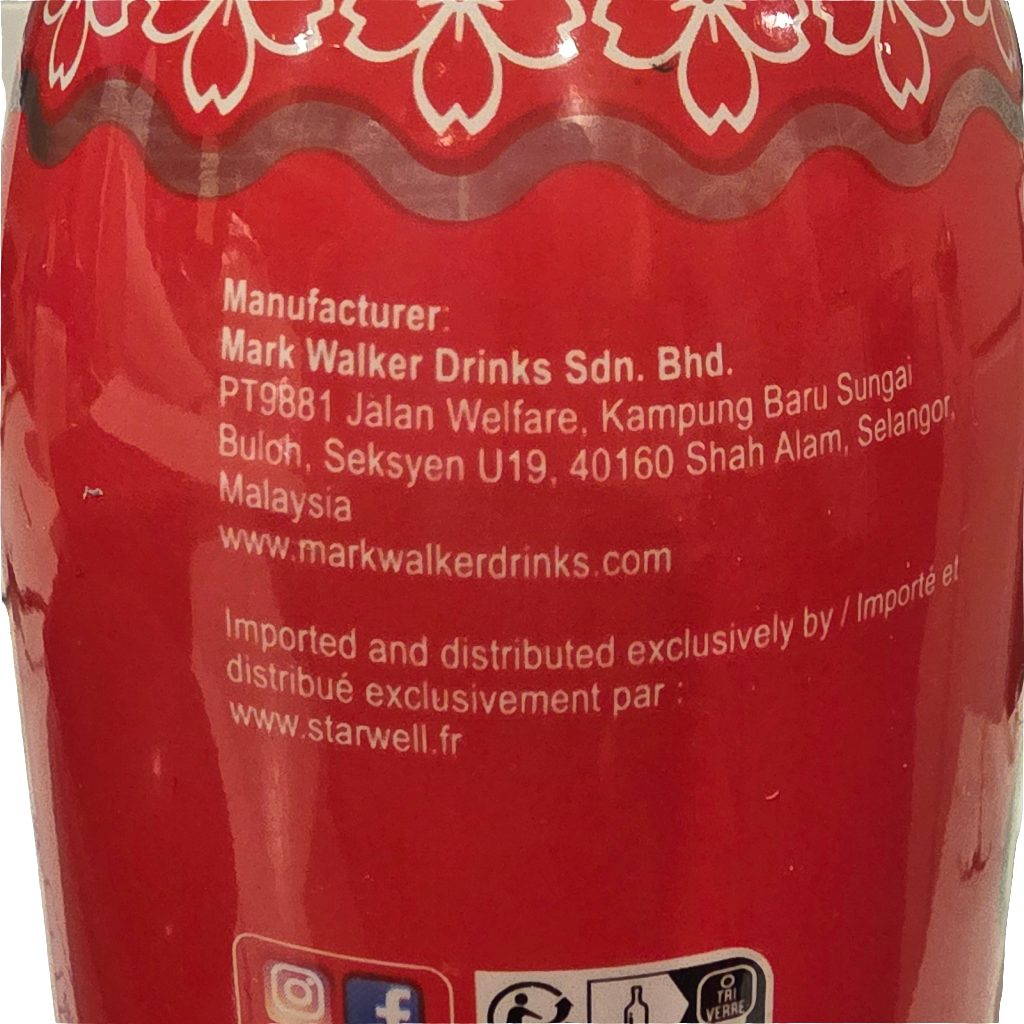 Manufacturer:
Mark Walker Drinks Sdn. Bhd.
PT9881 Jalan Welfare, Kampung Baru Sungai
Buloh, Seksyen U19, 40160 Shah Alam, Selangor,
Malaysia
www.markwalkerdrinks.com
Imported and distributed exclusively by / Importé et
distribué exclusivement par :
www.starwell.fr
TRI
VERRE